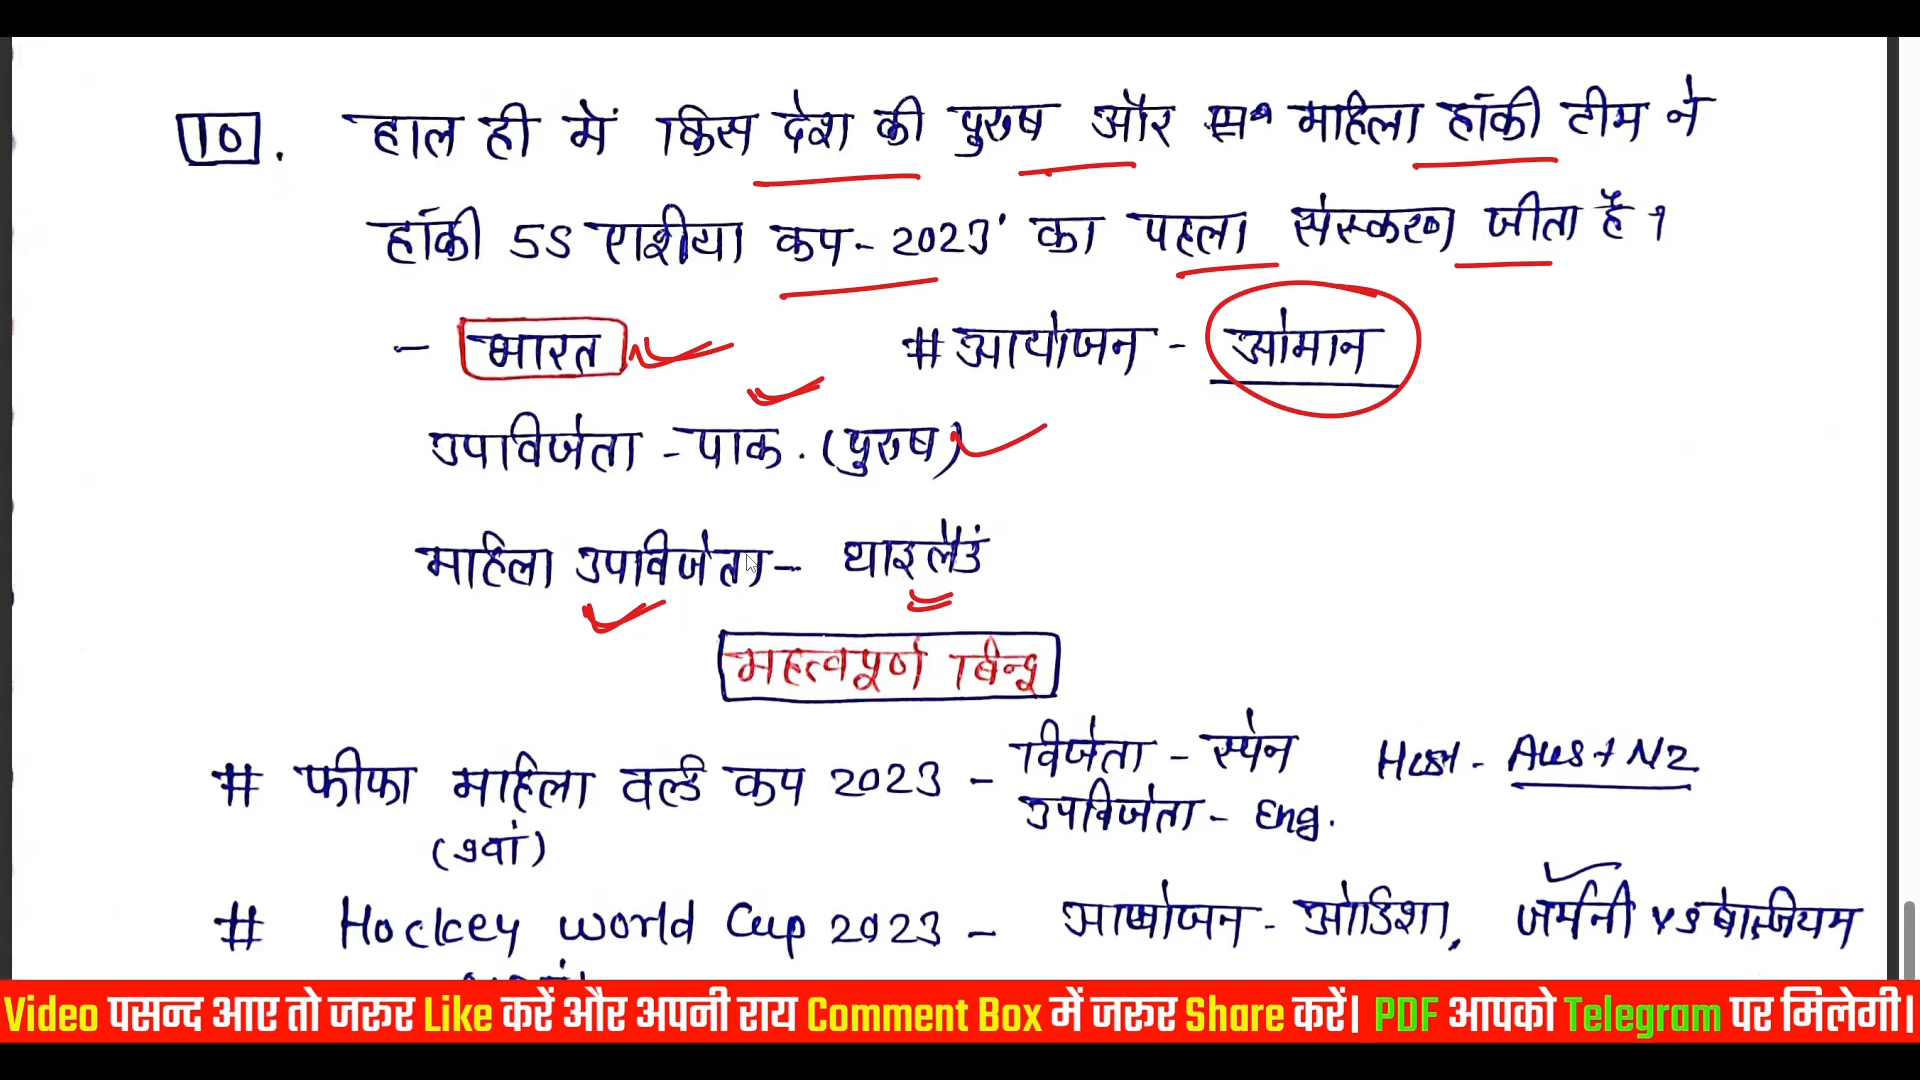 10. हाल ही में किस देश की पुरुष और महिला हॉकी टीम ने
हॉकी 5S एशीया कप - 2023' का पहला संस्करण जीता है ?
- भारत # आयोजन - ओमान
उपविजेता - पाक. (पुरुष)
महिला उपविजेता - थाइलैंड
महत्वपूर्ण बिन्दू
# फीफा महिला वर्ल्ड कप 2023 - विजेता - स्पेन Host - Aus + NZ
उपविजेता - Eng.
(9वां)
# Hockey World Cup 2023 - आयोजन - ओडिशा, जर्मनी vs बेल्जियम
Video पसन्द आए तो जरूर Like करें और अपनी राय Comment Box में जरूर Share करें। PDF आपको Telegram पर मिलेगी।